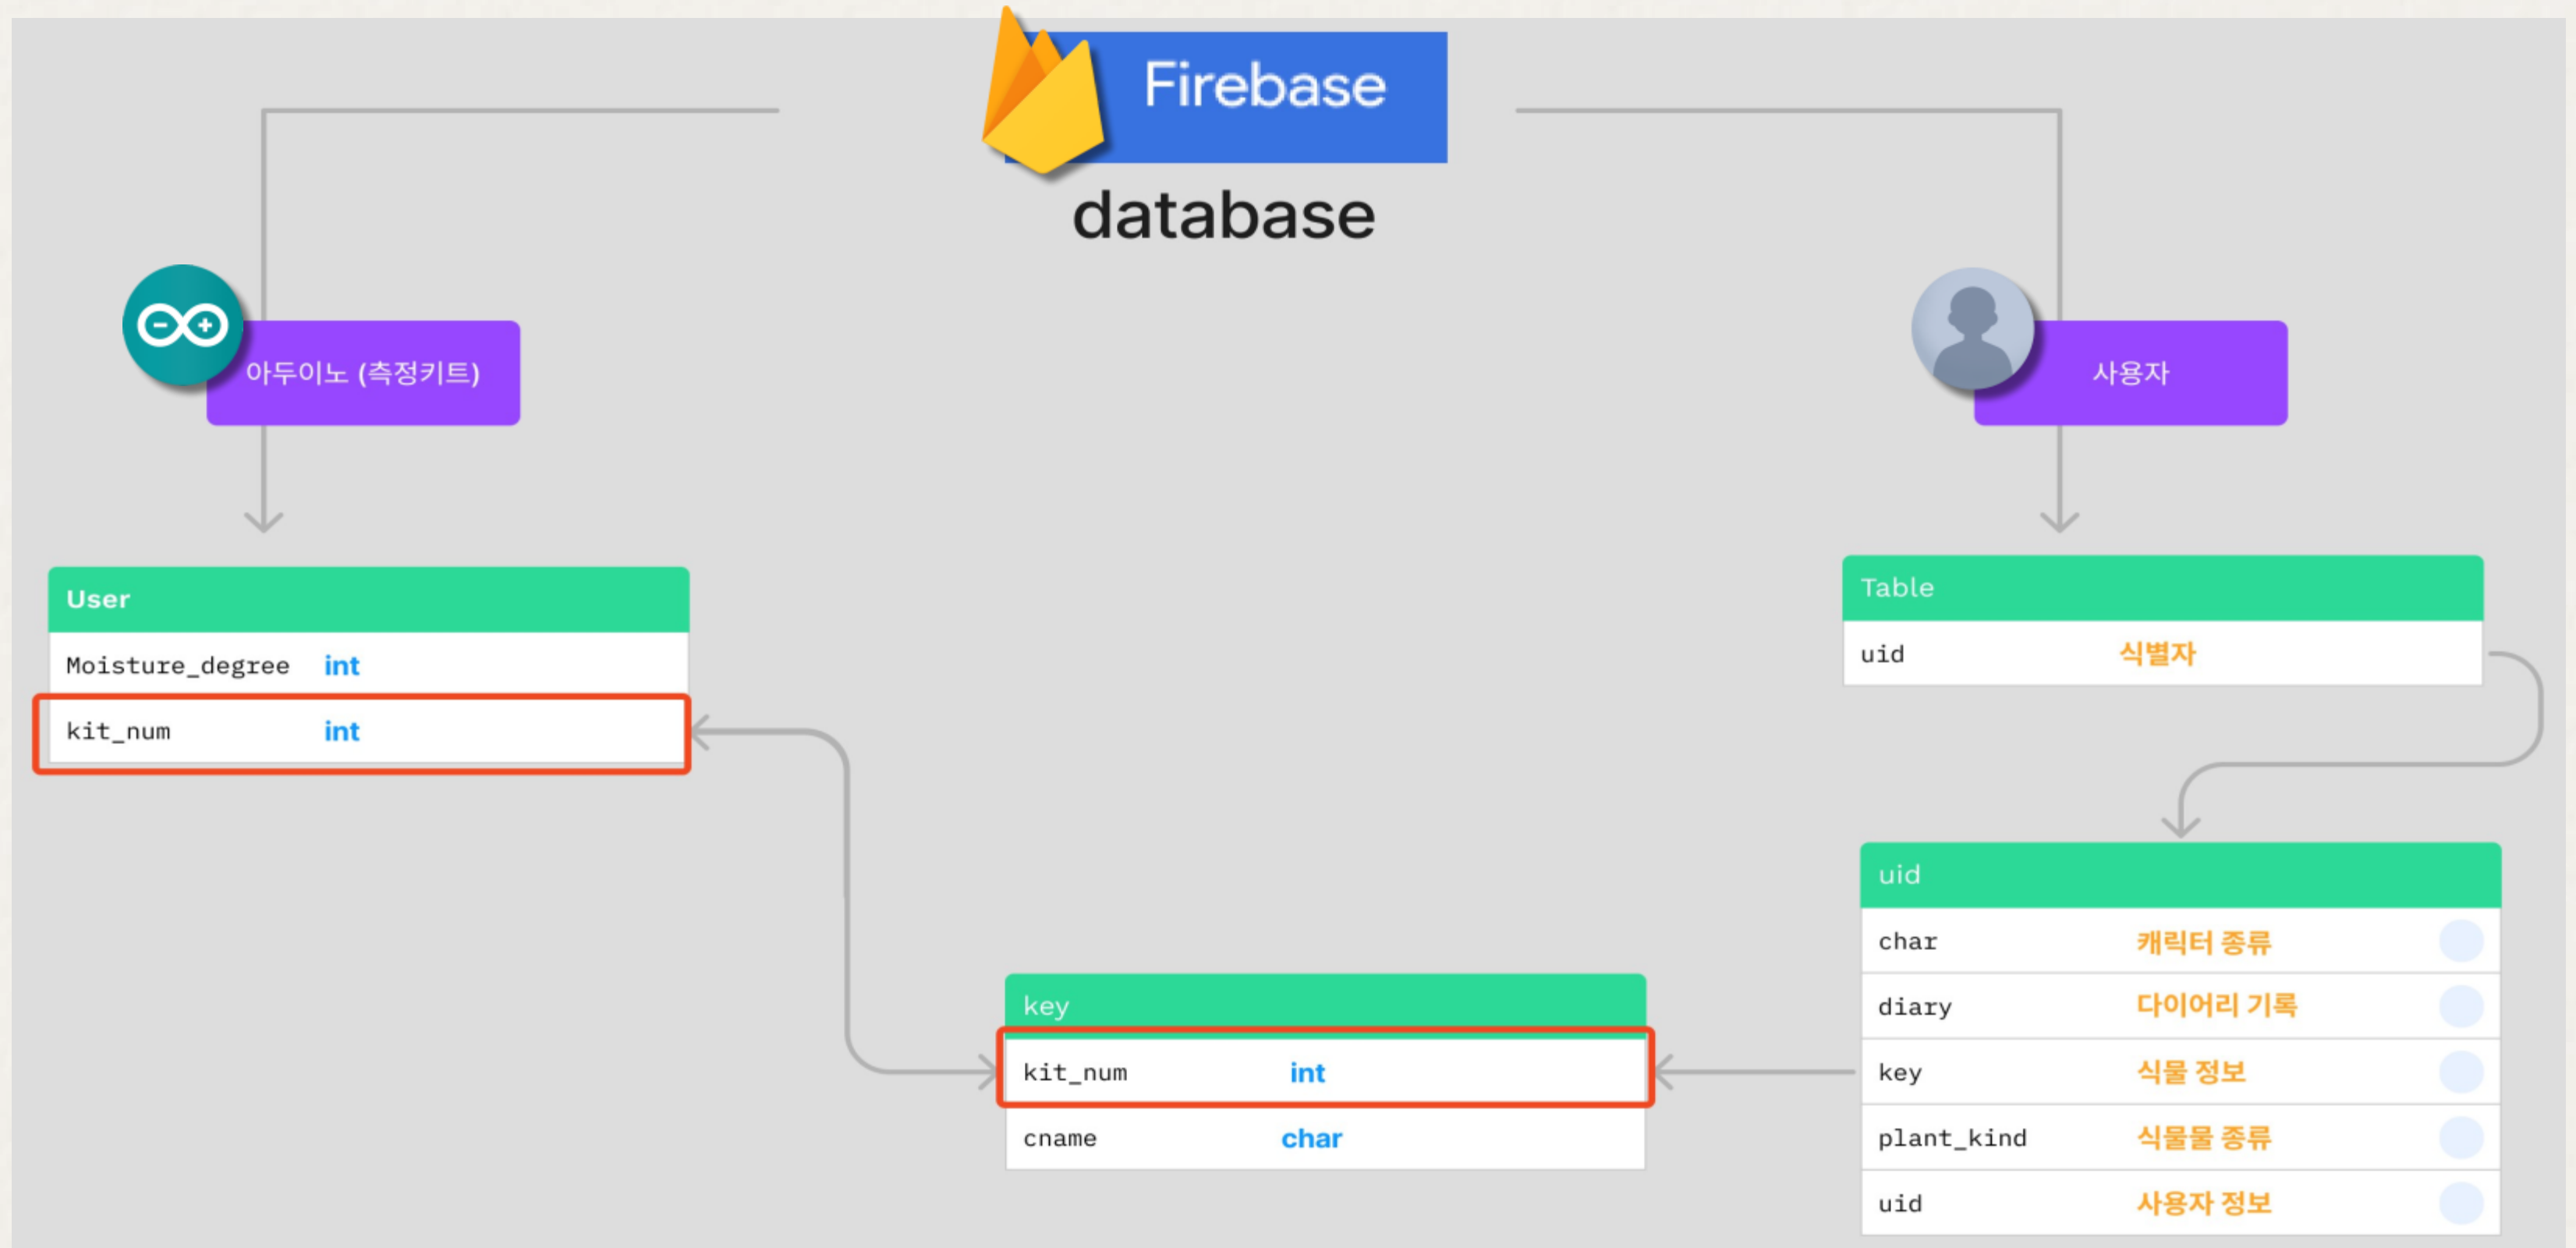 Firebase
database
아두이노 (측정키트)
사용자
User
Moisture_degree int
kit_num int
Table
uid 식별자
uid
char 캐릭터 종류
diary 다이어리 기록
key 식물 정보
plant_kind 식물물 종류
uid 사용자 정보
key
kit_num int
cname char